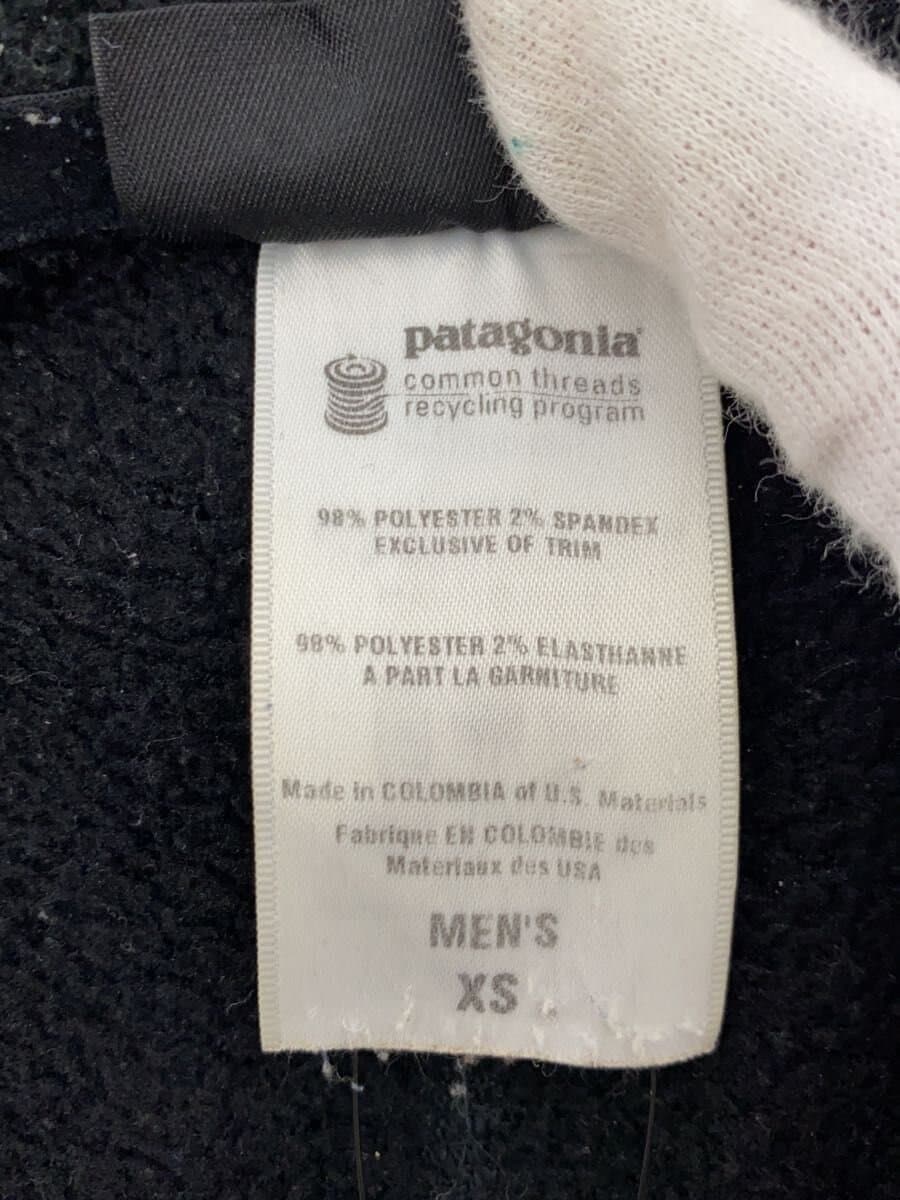 patagonia®
common threads
recycling program
98% POLYESTER 2% SPANDEX
EXCLUSIVE OF TRIM
98% POLYESTER 2% ELASTHANNE
A PART LA GARNITURE
Made in COLOMBIA of U.S. Materials
Fabrique EN COLOMBIE des
Materiaux des USA
MEN'S
XS